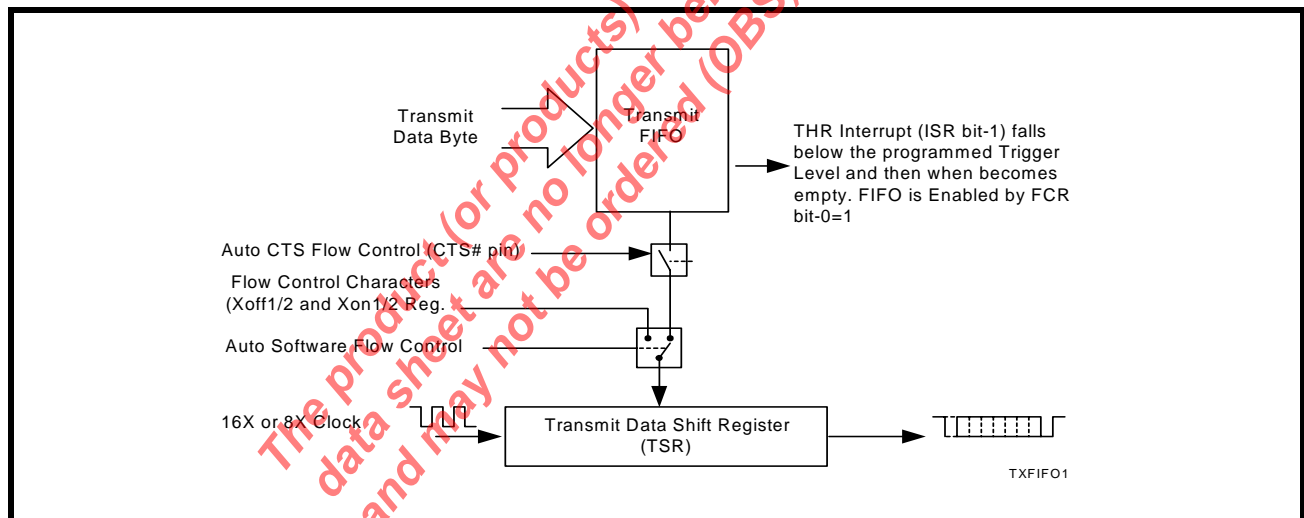 Transmit
Data Byte
Transmit
FIFO
THR Interrupt (ISR bit-1) falls
below the programmed Trigger
Level and then when becomes
empty. FIFO is Enabled by FCR
bit-0=1
Auto CTS Flow Control (CTS# pin)
Flow Control Characters
(Xoff1/2 and Xon1/2 Reg.
Auto Software Flow Control
16X or 8X Clock
Transmit Data Shift Register
(TSR)
TXFIFO1
The product (or products)
data sheet are no longer
and may not be ordered (OBS)